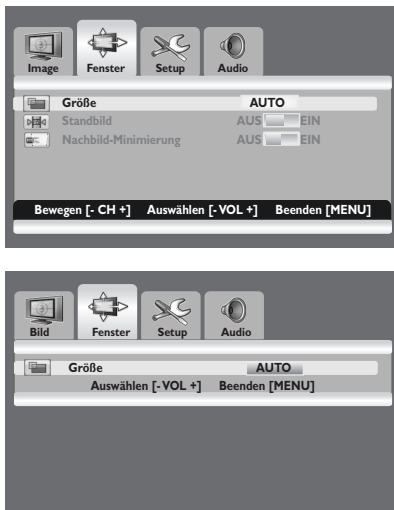 Image Fenster Setup Audio
Größe AUTO
Standbild AUS EIN
Nachbild-Minimierung AUS EIN
Bewegen [- CH +] Auswählen [- VOL +] Beenden [MENU]
Bild Fenster Setup Audio
Größe AUTO
Auswählen [- VOL +] Beenden [MENU]